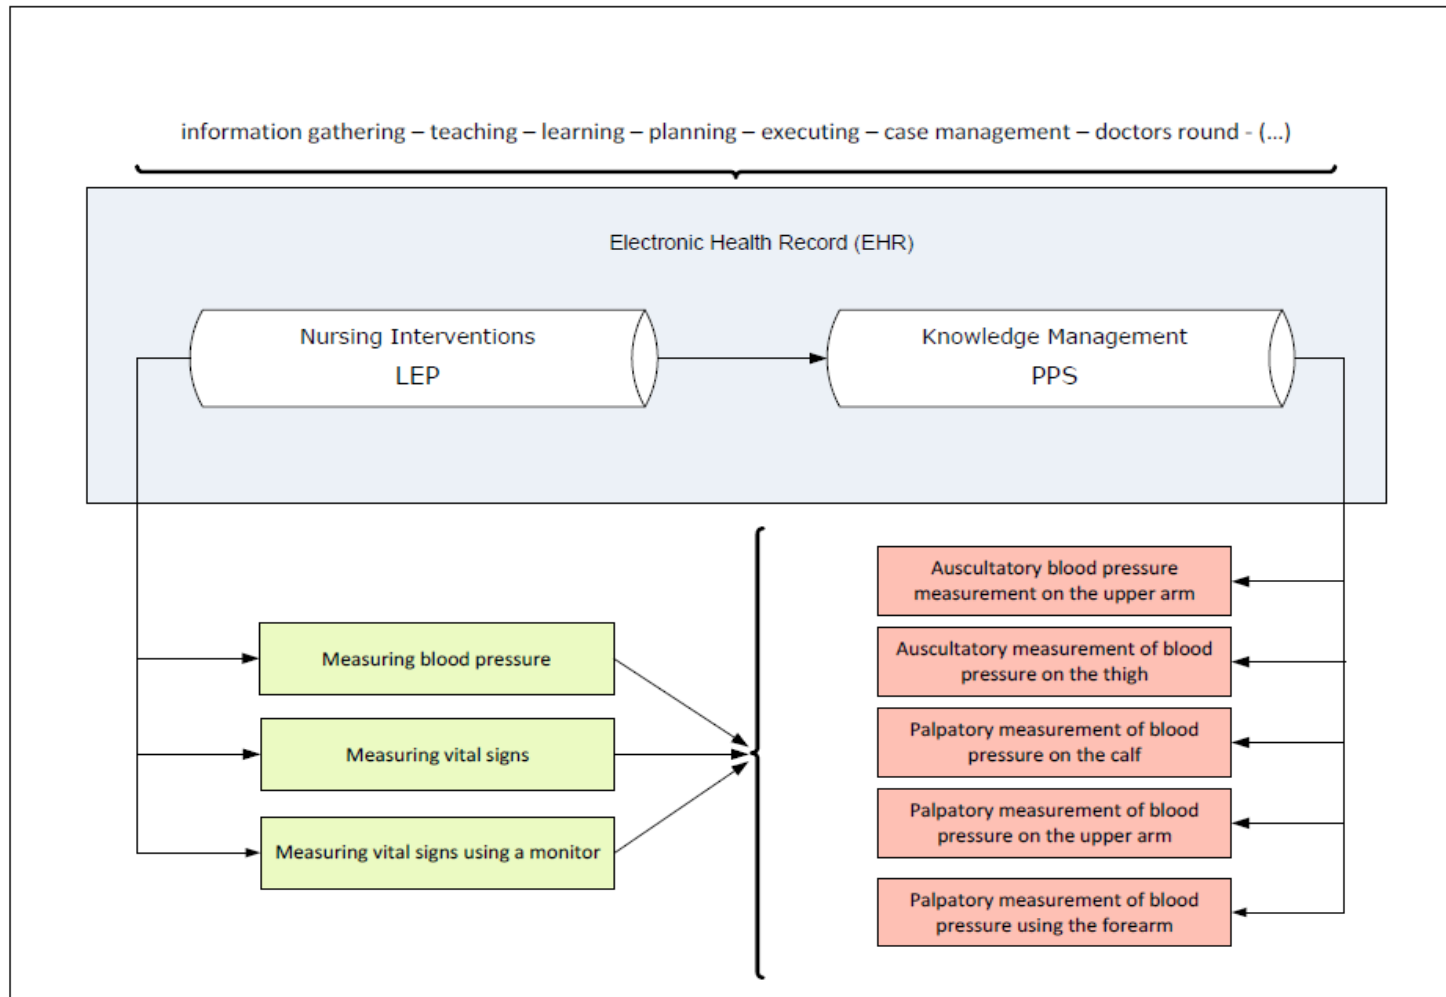 information gathering – teaching – learning – planning – executing – case management – doctors round - (...)
Electronic Health Record (EHR)
Nursing Interventions
LEP
Knowledge Management
PPS
Measuring blood pressure
Measuring vital signs
Measuring vital signs using a monitor
Auscultatory blood pressure
measurement on the upper arm
Auscultatory measurement of blood
pressure on the thigh
Palpatory measurement of blood
pressure on the calf
Palpatory measurement of blood
pressure on the upper arm
Palpatory measurement of blood
pressure using the forearm